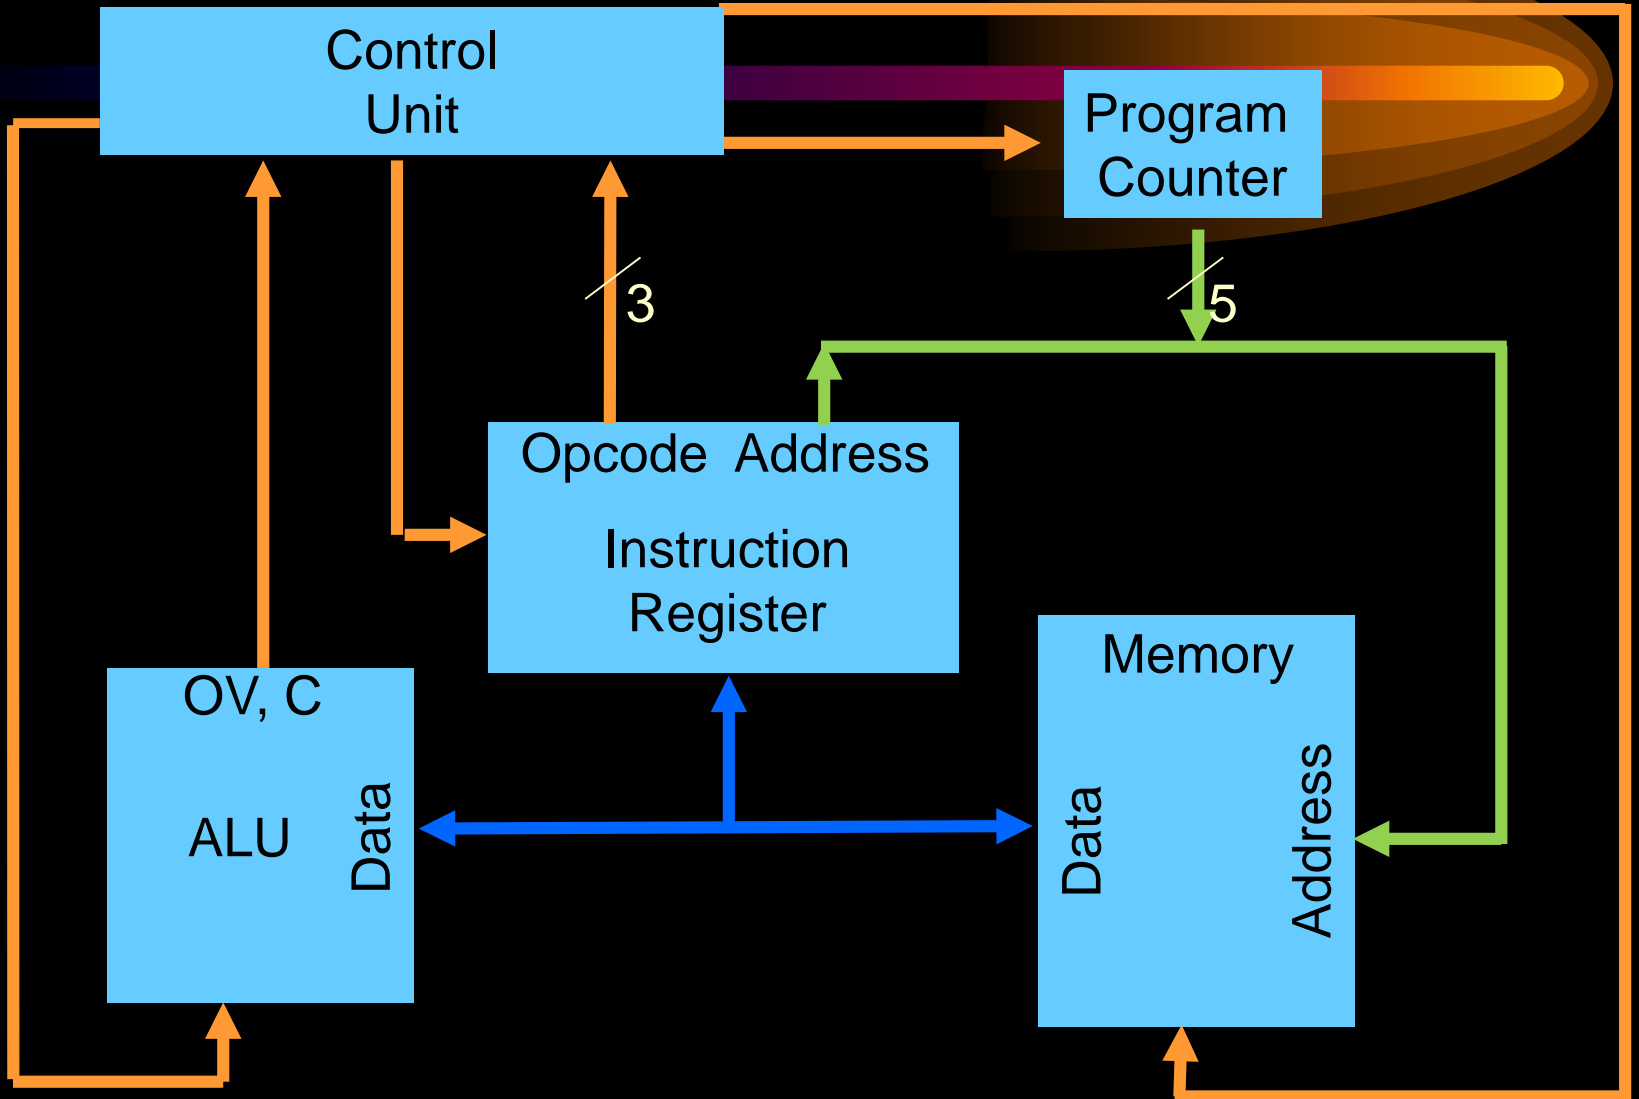 Control
Unit
Program
Counter
3
5
Opcode Address
Instruction
Register
Memory
OV, C
ALU
Data
Data
Address